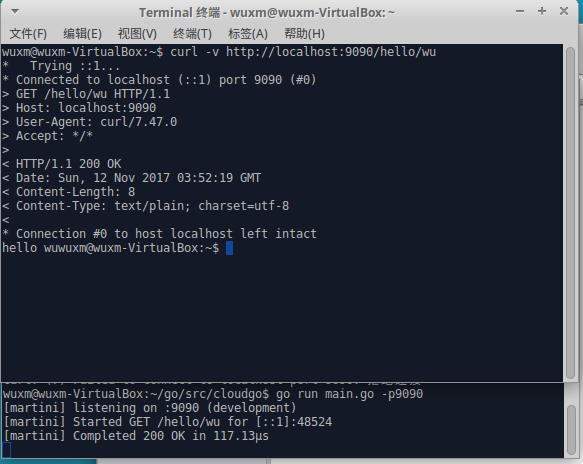 Terminal 终端 - wuxm@wuxm-VirtualBox: ~
文件(F) 编辑(E) 视图(V) 终端(T) 标签(A) 帮助(H)
wuxm@wuxm-VirtualBox:~$ curl -v http://localhost:9090/hello/wu
*   Trying ::1...
* Connected to localhost (::1) port 9090 (#0)
> GET /hello/wu HTTP/1.1
> Host: localhost:9090
> User-Agent: curl/7.47.0
> Accept: */*
>
< HTTP/1.1 200 OK
< Date: Sun, 12 Nov 2017 03:52:19 GMT
< Content-Length: 8
< Content-Type: text/plain; charset=utf-8
<
* Connection #0 to host localhost left intact
hello wuwuxm@wuxm-VirtualBox:~$
wuxm@wuxm-VirtualBox:~/go/src/cloudgo$ go run main.go -p9090
[martini] listening on :9090 (development)
[martini] Started GET /hello/wu for [::1]:48524
[martini] Completed 200 OK in 117.13µs